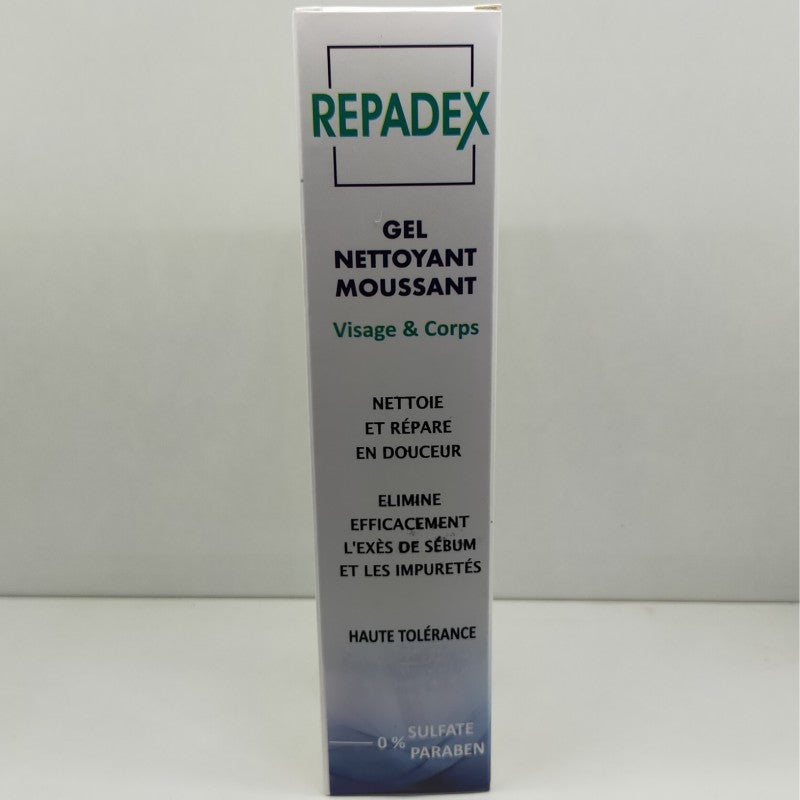 REPADEX
GEL
NETTOYANT
MOUSSANT
Visage & Corps
NETTOIE
ET RÉPARE
EN DOUCEUR
ELIMINE
EFFICACEMENT
L'EXÈS DE SÉBUM
ET LES IMPURETÉS
HAUTE TOLÉRANCE
0 % SULFATE
PARABEN